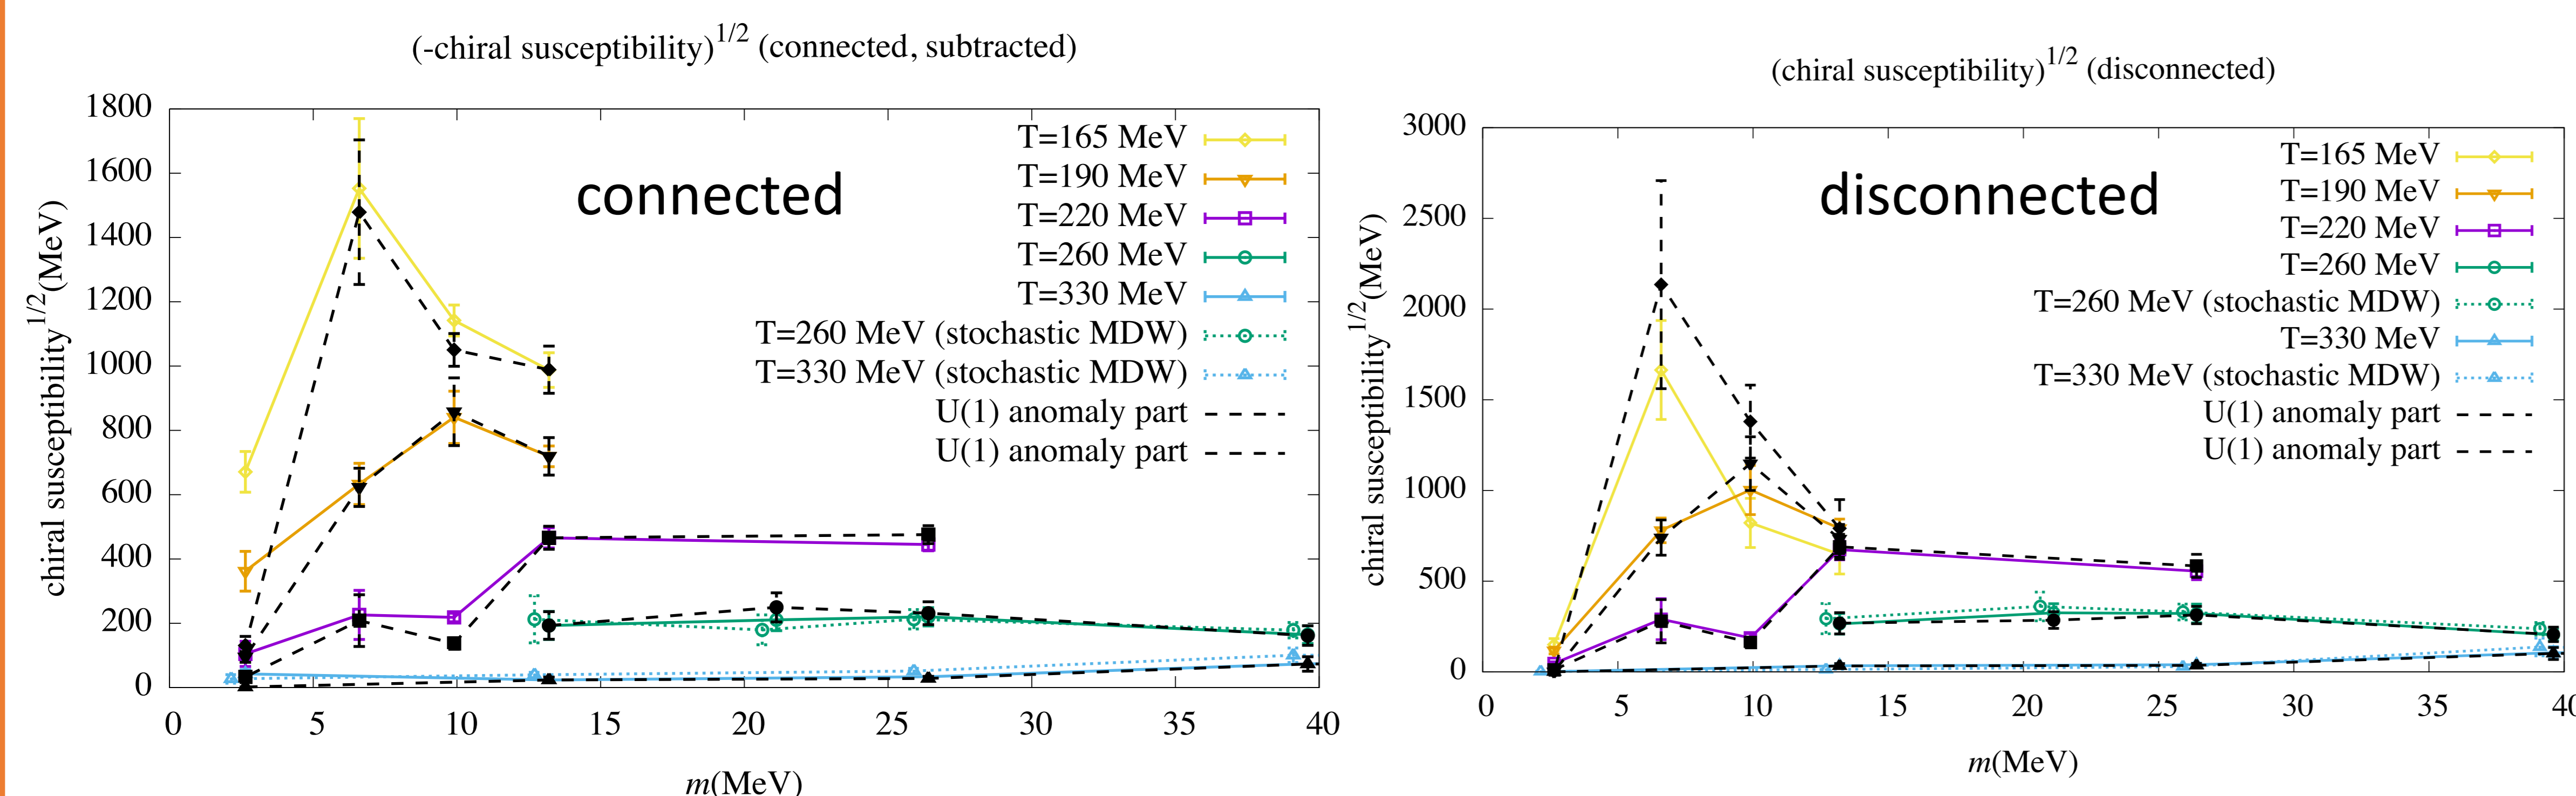 (-chiral susceptibility)^1/2 (connected, subtracted)
1800
1600
1400
1200
1000
800
600
400
200
0
chiral susceptibility^1/2(MeV)
connected
T=165 MeV
T=190 MeV
T=220 MeV
T=260 MeV
T=330 MeV
T=260 MeV (stochastic MDW)
T=330 MeV (stochastic MDW)
U(1) anomaly part
U(1) anomaly part
0 5 10 15 20 25 30 35 40
m(MeV)
(chiral susceptibility)^1/2 (disconnected)
3000
2500
2000
1500
1000
500
0
chiral susceptibility^1/2(MeV)
disconnected
T=165 MeV
T=190 MeV
T=220 MeV
T=260 MeV
T=260 MeV (stochastic MDW)
T=330 MeV
T=330 MeV (stochastic MDW)
U(1) anomaly part
U(1) anomaly part
0 5 10 15 20 25 30 35 40
m(MeV)